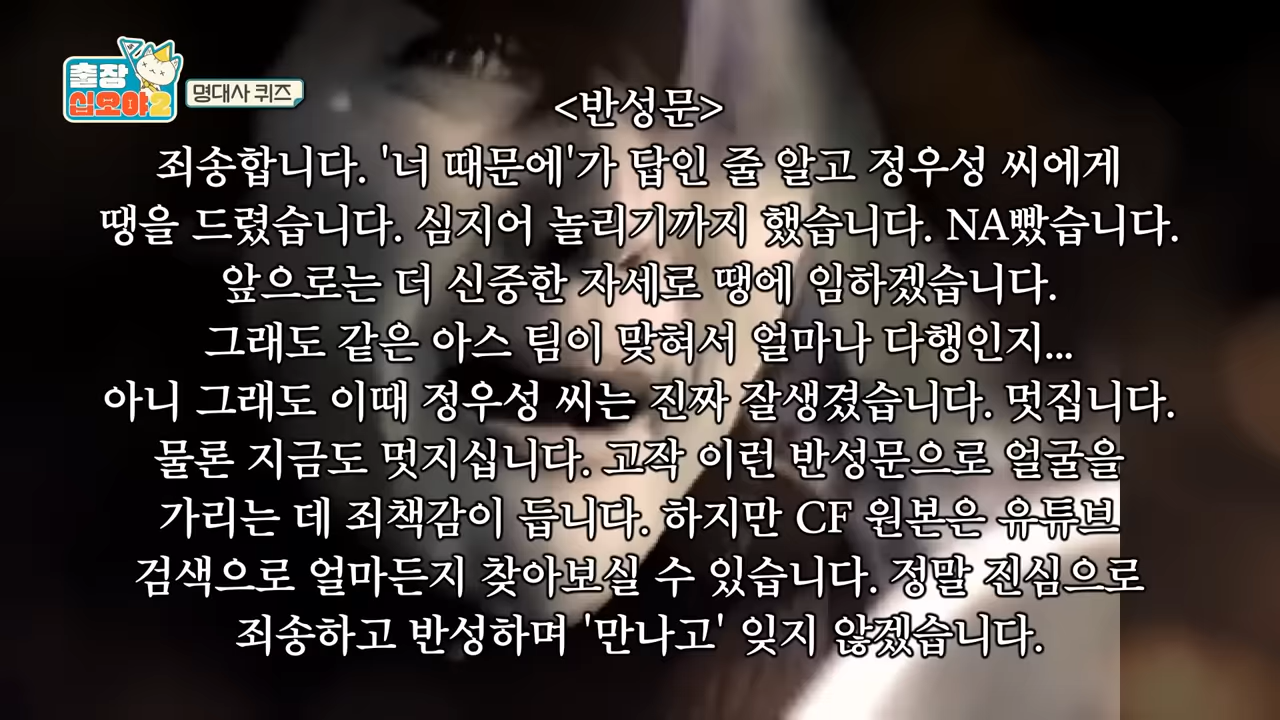 출장
십오야2
명대사 퀴즈
<반성문>
죄송합니다. '너 때문에'가 답인 줄 알고 정우성 씨에게
땡을 드렸습니다. 심지어 놀리기까지 했습니다. NA빴습니다.
앞으로는 더 신중한 자세로 땡에 임하겠습니다.
그래도 같은 아스 팀이 맞혀서 얼마나 다행인지...
아니 그래도 이때 정우성 씨는 진짜 잘생겼습니다. 멋집니다.
물론 지금도 멋지십니다. 고작 이런 반성문으로 얼굴을
가리는 데 죄책감이 듭니다. 하지만 CF 원본은 유튜브
검색으로 얼마든지 찾아보실 수 있습니다. 정말 진심으로
죄송하고 반성하며 '만나고' 잊지 않겠습니다.